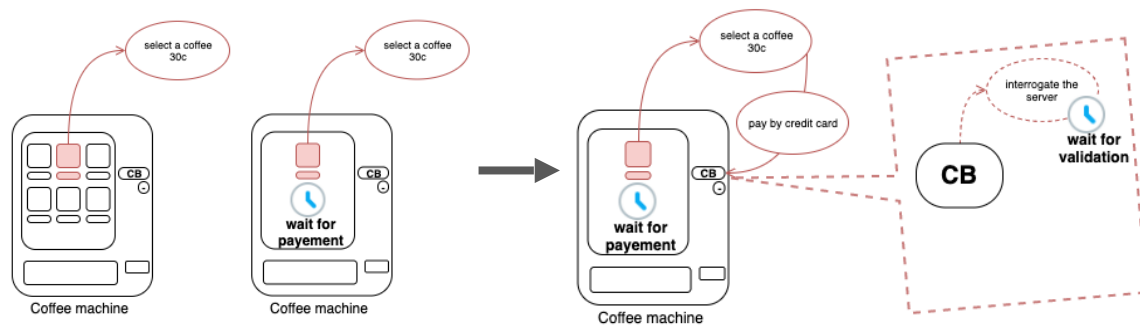 select a coffee
30c
CB
-
Coffee machine
select a coffee
30c
CB
-
wait for
payement
Coffee machine
select a coffee
30c
pay by credit card
CB
-
wait for
payement
Coffee machine
interrogate the
server
wait for
validation
CB